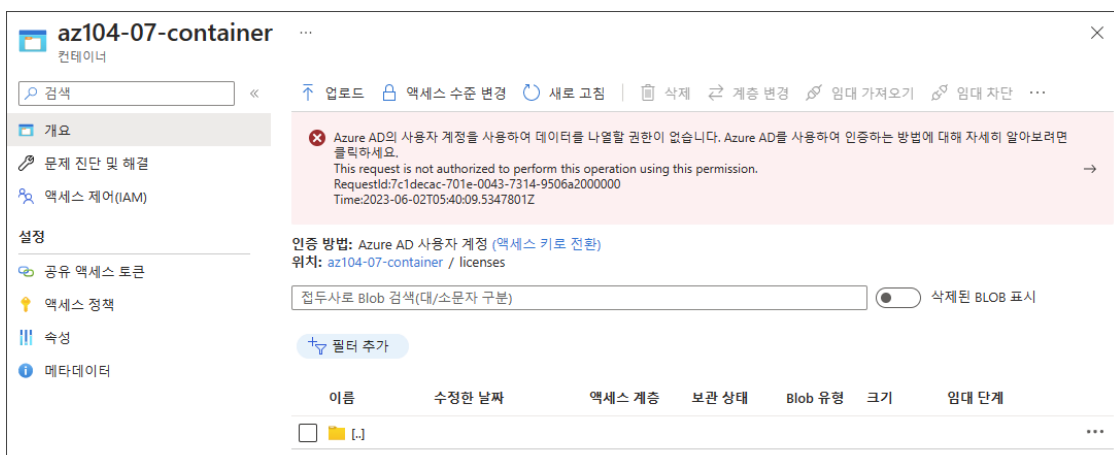 az104-07-container ...
컨테이너
검색
개요
문제 진단 및 해결
액세스 제어(IAM)
설정
공유 액세스 토큰
액세스 정책
속성
메타데이터
업로드 액세스 수준 변경 새로 고침 삭제 계층 변경 임대 가져오기 임대 차단 ...
Azure AD의 사용자 계정을 사용하여 데이터를 나열할 권한이 없습니다. Azure AD를 사용하여 인증하는 방법에 대해 자세히 알아보려면
클릭하세요.
This request is not authorized to perform this operation using this permission.
RequestId:7c1decac-701e-0043-7314-9506a2000000
Time:2023-06-02T05:40:09.5347801Z
인증 방법: Azure AD 사용자 계정 (액세스 키로 전환)
위치: az104-07-container / licenses
접두사로 Blob 검색(대/소문자 구분)
삭제된 BLOB 표시
필터 추가
이름 수정한 날짜 액세스 계층 보관 상태 Blob 유형 크기 임대 단계
[..] ...